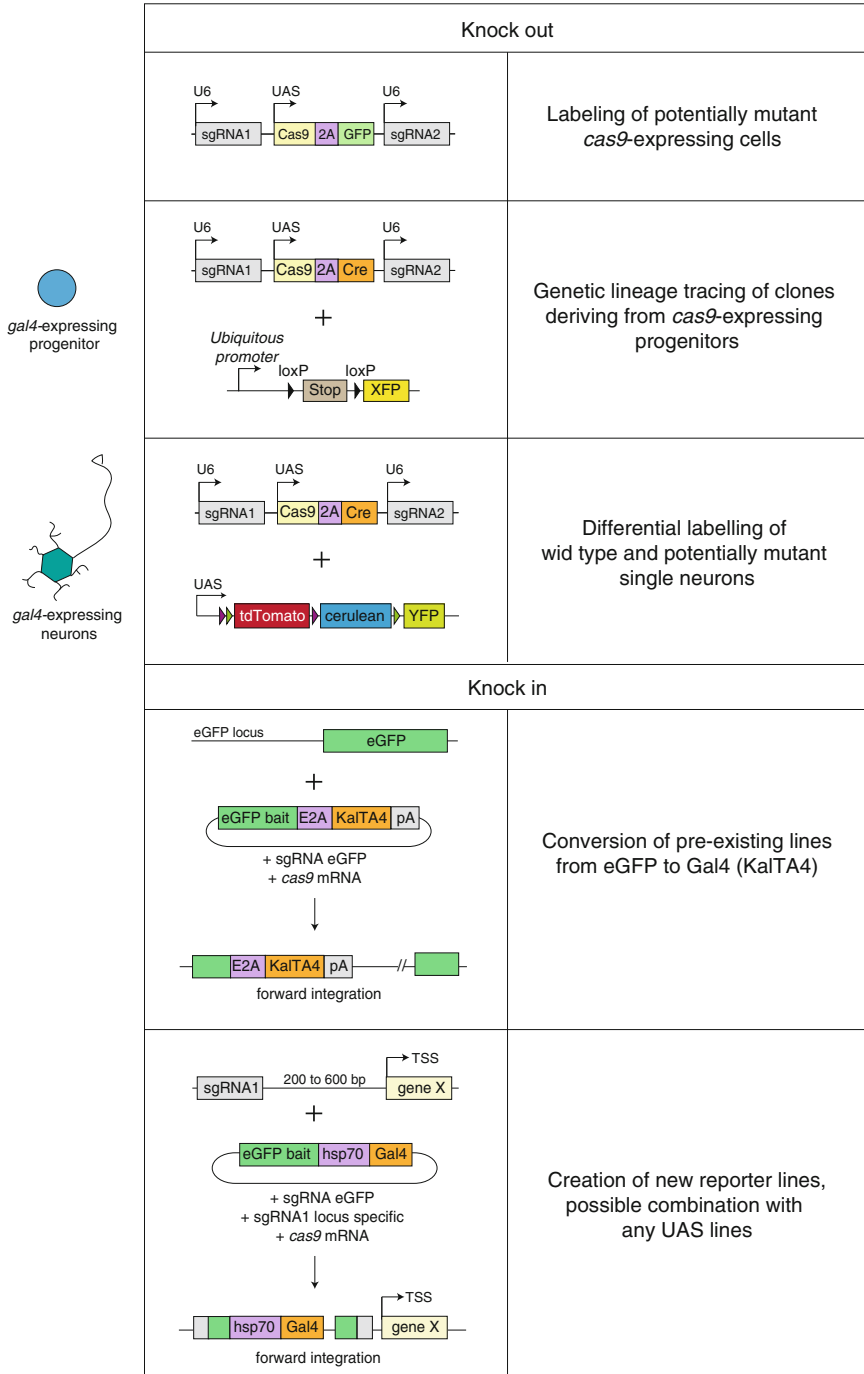 Knock out
U6
UAS
U6
sgRNA1
Cas9
2A
GFP
sgRNA2
Labeling of potentially mutant
cas9-expressing cells
gal4-expressing
progenitor
U6
UAS
U6
sgRNA1
Cas9
2A
Cre
sgRNA2
+
Ubiquitous
promoter
loxP
loxP
Stop
XFP
Genetic lineage tracing of clones
deriving from cas9-expressing
progenitors
gal4-expressing
neurons
U6
UAS
U6
sgRNA1
Cas9
2A
Cre
sgRNA2
+
UAS
tdTomato
cerulean
YFP
Differential labelling of
wid type and potentially mutant
single neurons
Knock in
eGFP locus
eGFP
+
eGFP bait
E2A
KalTA4
pA
+ sgRNA eGFP
+ cas9 mRNA
E2A
KalTA4
pA
//
forward integration
Conversion of pre-existing lines
from eGFP to Gal4 (KalTA4)
TSS
sgRNA1
200 to 600 bp
gene X
+
eGFP bait
hsp70
Gal4
+ sgRNA eGFP
+ sgRNA1 locus specific
+ cas9 mRNA
TSS
hsp70
Gal4
gene X
forward integration
Creation of new reporter lines,
possible combination with
any UAS lines